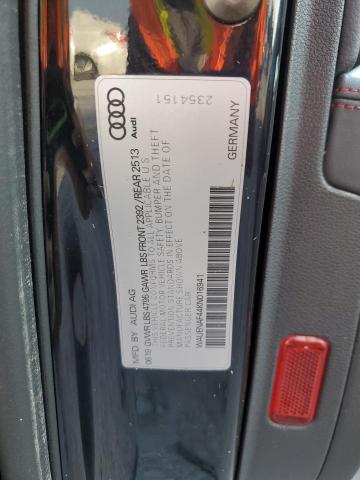 Audi
2354151
MFD. BY AUDI AG
GERMANY
06.19 GVWR LBS 4795 GAWR LBS FRONT 2392/REAR 2513
THIS VEHICLE CONFORMS TO ALL APPLICABLE U.S.
FEDERAL MOTOR VEHICLE SAFETY, BUMPER, AND THEFT
PREVENTION STANDARDS IN EFFECT ON THE DATE OF
MANUFACTURE SHOWN ABOVE
PASSENGER CAR
WAUENAF44KN016941